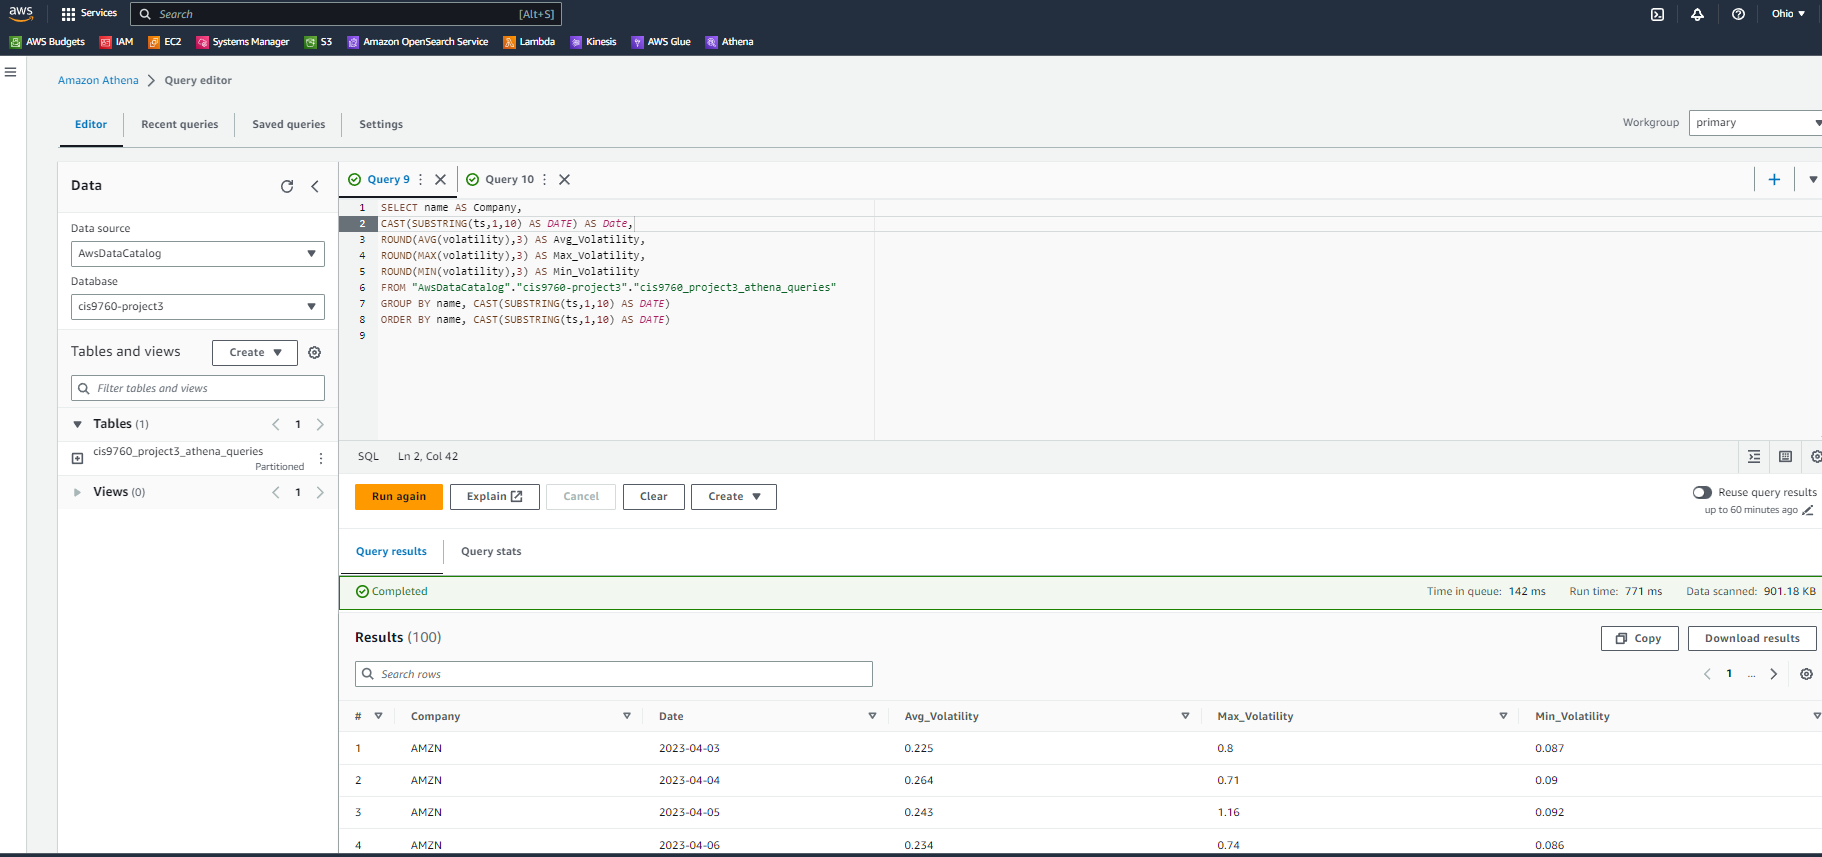 aws
Services
Search
[Alt+S]
Ohio
AWS Budgets
IAM
EC2
Systems Manager
S3
Amazon OpenSearch Service
Lambda
Kinesis
AWS Glue
Athena
Amazon Athena > Query editor
Editor
Recent queries
Saved queries
Settings
Workgroup
primary
Data
Data source
AwsDataCatalog
Database
cis9760-project3
Tables and views
Create
Filter tables and views
Tables (1)
1
cis9760_project3_athena_queries
Partitioned
Views (0)
1
Query 9
Query 10
1 SELECT name AS Company,
2 CAST(SUBSTRING(ts,1,10) AS DATE) AS Date,
3 ROUND(AVG(volatility),3) AS Avg_Volatility,
4 ROUND(MAX(volatility),3) AS Max_Volatility,
5 ROUND(MIN(volatility),3) AS Min_Volatility
6 FROM "AwsDataCatalog"."cis9760-project3"."cis9760_project3_athena_queries"
7 GROUP BY name, CAST(SUBSTRING(ts,1,10) AS DATE)
8 ORDER BY name, CAST(SUBSTRING(ts,1,10) AS DATE)
9
SQL Ln 2, Col 42
Run again
Explain
Cancel
Clear
Create
Reuse query results
up to 60 minutes ago
Query results
Query stats
Completed
Time in queue: 142 ms
Run time: 771 ms
Data scanned: 901.18 KB
Results (100)
Copy
Download results
Search rows
1 ...
# Company Date Avg_Volatility Max_Volatility Min_Volatility
1 AMZN 2023-04-03 0.225 0.8 0.087
2 AMZN 2023-04-04 0.264 0.71 0.09
3 AMZN 2023-04-05 0.243 1.16 0.092
4 AMZN 2023-04-06 0.234 0.74 0.086